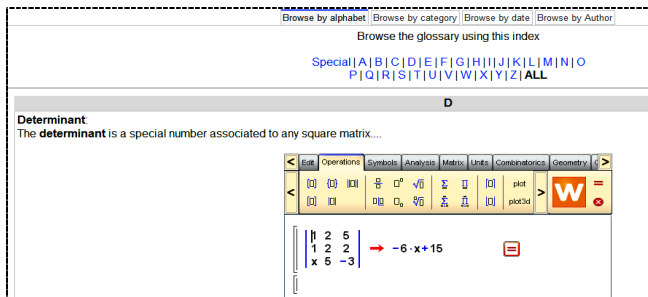 Browse by alphabet Browse by category Browse by date Browse by Author
Browse the glossary using this index
Special | A | B | C | D | E | F | G | H | I | J | K | L | M | N | O
P | Q | R | S | T | U | V | W | X | Y | Z | ALL
D
Determinant:
The determinant is a special number associated to any square matrix....
< Edit Operations Symbols Analysis Matrix Units Combinatorics Geometry >
plot
< > W =
plot3d
1 2 5
1 2 2 → -6·x+15 =
x 5 -3